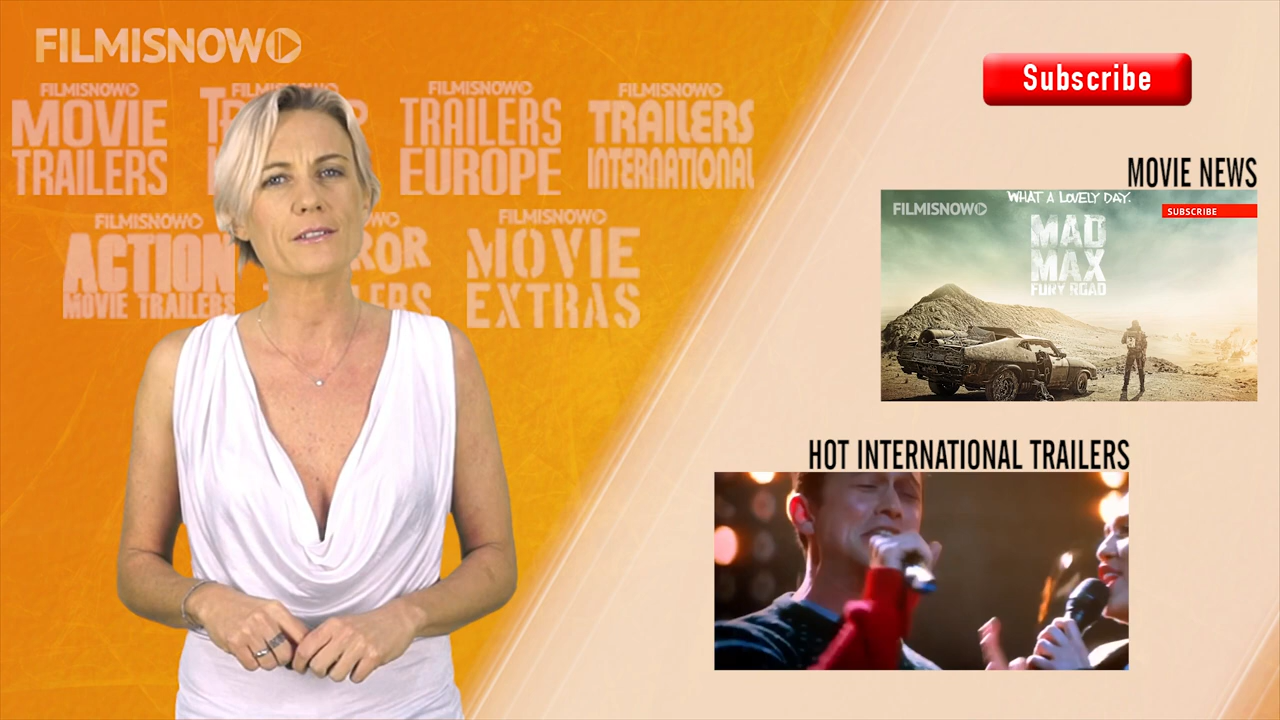 FILMISNOW
FILMISNOW
MOVIE
TRAILERS
FILMISNOW
FILMISNOW
TRAILERS
EUROPE
FILMISNOW
TRAILERS
INTERNATIONAL
FILMISNOW
ACTION
MOVIE TRAILERS
FILMISNOW
MOVIE
EXTRAS
Subscribe
MOVIE NEWS
FILMISNOW
WHAT A LOVELY DAY.
SUBSCRIBE
MAD
MAX
FURY ROAD
HOT INTERNATIONAL TRAILERS